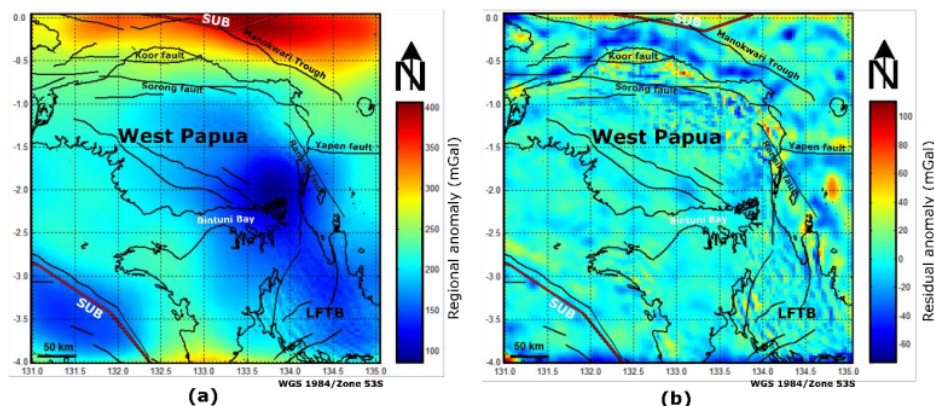 0.0
-0.5
-1.0
-1.5
-2.0
-2.5
-3.0
-3.5
-4.0
131.0 131.5 132.0 132.5 133.0 133.5 134.0 134.5 135.0
SUB
Manokwari Trough
Koor fault
Sorong fault
West Papua
Ransiki fault
Bintuni Bay
SUB
LFTB
50 km
N
400
350
300
250
200
150
100
Regional anomaly (mGal)
WGS 1984/Zone 53S
(a)
0.0
-0.5
-1.0
-1.5
-2.0
-2.5
-3.0
-3.5
-4.0
131.0 131.5 132.0 132.5 133.0 133.5 134.0 134.5 135.0
SUB
Manokwari Trough
Koor fault
Sorong fault
West Papua
Yapen fault
Ransiki fault
Bintuni Bay
SUB
LFTB
50 km
N
100
80
60
40
20
0
-20
-40
-60
Residual anomaly (mGal)
WGS 1984/Zone 53S
(b)